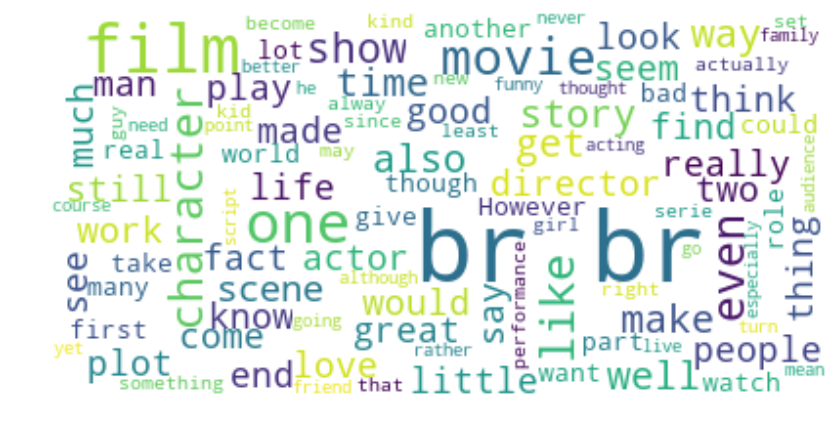 become kind another never set
film lot show movie look way family
better seem actually
man play he time new funny thought bad think
much guy need kid point made alway since good least story find could
real world may also get acting really audience
character though director two
still life However
course work script one give br br girl serie role
see take fact actor go even especially thing
many scene although would say performance like right make
first know going great rather part live turn people
yet come
plot end love that little want well watch mean
something friend